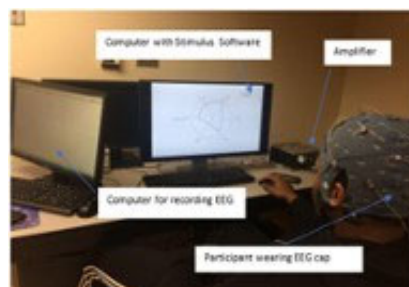 Computer with Stimulus Software
Amplifier
Computer for recording EEG
Participant wearing EEG cap